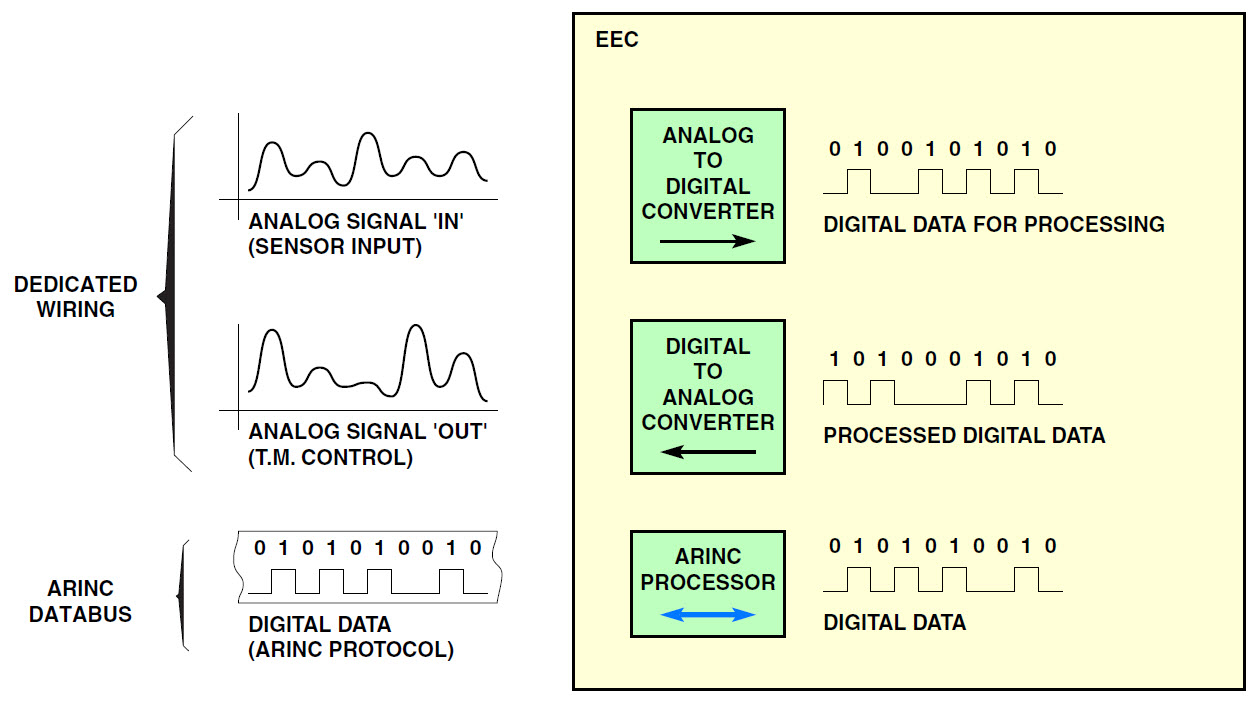 EEC
ANALOG
TO
DIGITAL
CONVERTER
0 1 0 0 1 0 1 0 1 0
DIGITAL DATA FOR PROCESSING
ANALOG SIGNAL 'IN'
(SENSOR INPUT)
DEDICATED
WIRING
DIGITAL
TO
ANALOG
CONVERTER
1 0 1 0 0 0 1 0 1 0
PROCESSED DIGITAL DATA
ANALOG SIGNAL 'OUT'
(T.M. CONTROL)
ARINC
DATABUS
0 1 0 1 0 1 0 0 1 0
DIGITAL DATA
(ARINC PROTOCOL)
ARINC
PROCESSOR
0 1 0 1 0 1 0 0 1 0
DIGITAL DATA